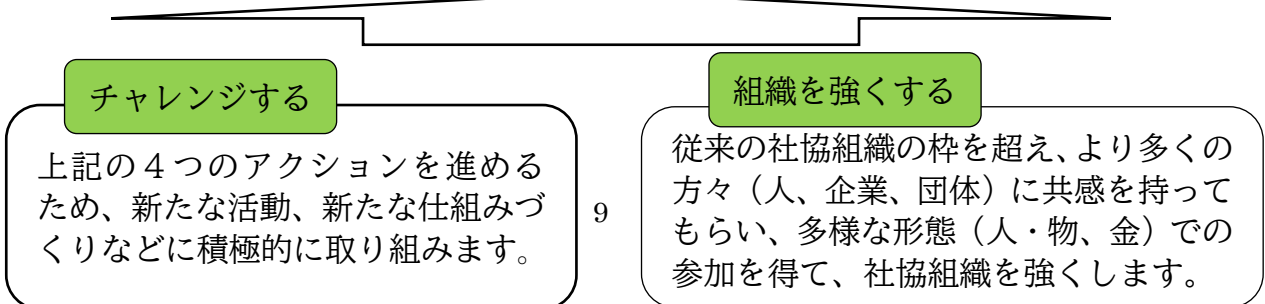 チャレンジする
上記の４つのアクションを進める
ため、新たな活動、新たな仕組みづ
くりなどに積極的に取り組みます。
9
組織を強くする
従来の社協組織の枠を超え、より多くの
方々（人、企業、団体）に共感を持って
もらい、多様な形態（人・物、金）での
参加を得て、社協組織を強くします。